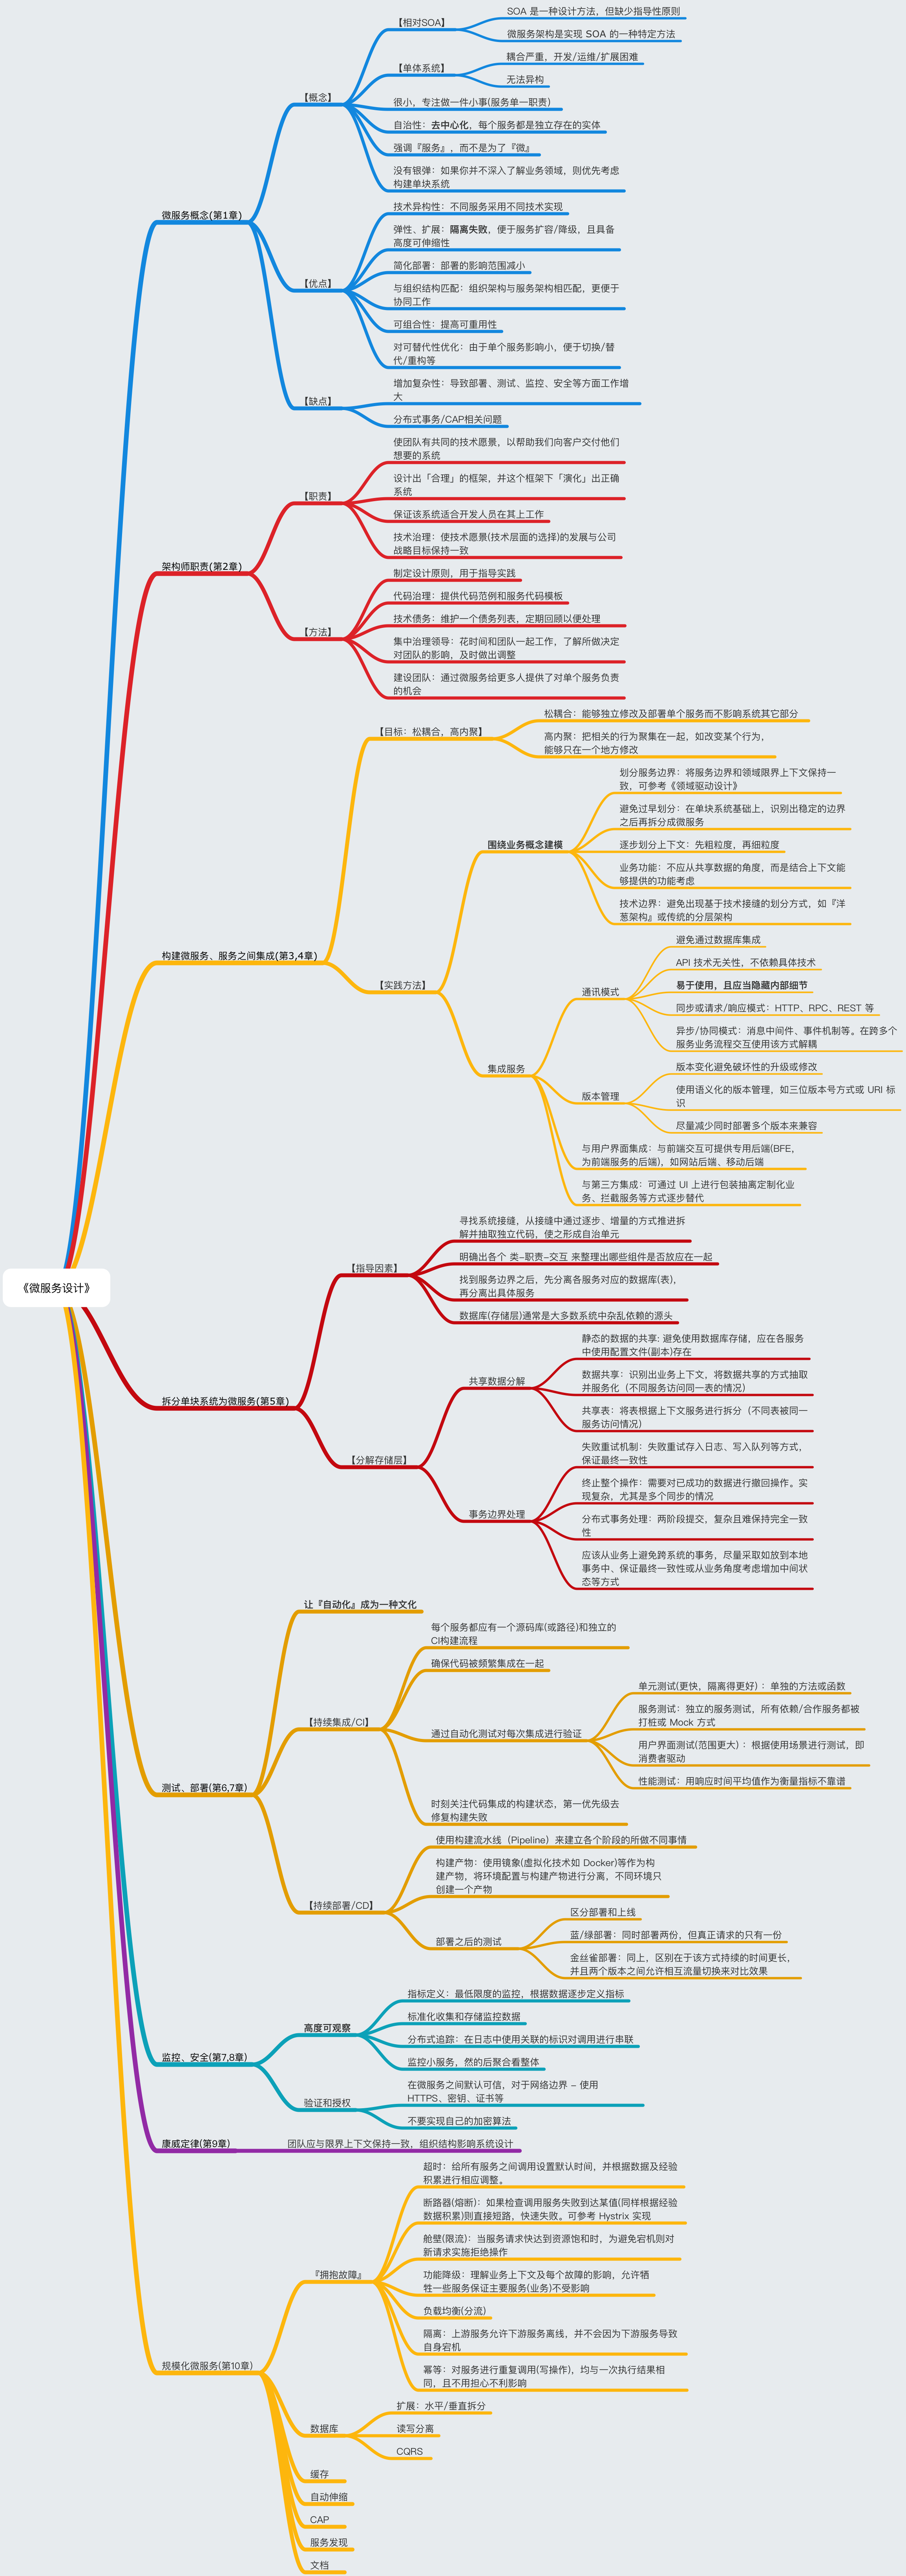 《微服务设计》
微服务概念(第1章)
【概念】
【相对SOA】
SOA 是一种设计方法，但缺少指导性原则
微服务架构是实现 SOA 的一种特定方法
【单体系统】
耦合严重，开发/运维/扩展困难
无法异构
很小，专注做一件小事(服务单一职责)
自治性：去中心化，每个服务都是独立存在的实体
强调『服务』，而不是为了『微』
没有银弹：如果你并不深入了解业务领域，则优先考虑
构建单块系统
【优点】
技术异构性：不同服务采用不同技术实现
弹性、扩展：隔离失败，便于服务扩容/降级，且具备
高度可伸缩性
简化部署：部署的影响范围减小
与组织结构匹配：组织架构与服务架构相匹配，更便于
协同工作
可组合性：提高可重用性
对可替代性优化：由于单个服务影响小，便于切换/替
代/重构等
【缺点】
增加复杂性：导致部署、测试、监控、安全等方面工作增
大
分布式事务/CAP相关问题
架构师职责(第2章)
【职责】
使团队有共同的技术愿景，以帮助我们向客户交付他们
想要的系统
设计出「合理」的框架，并这个框架下「演化」出正确
系统
保证该系统适合开发人员在其上工作
技术治理：使技术愿景(技术层面的选择)的发展与公司
战略目标保持一致
【方法】
制定设计原则，用于指导实践
代码治理：提供代码范例和服务代码模板
技术债务：维护一个债务列表，定期回顾以便处理
集中治理领导：花时间和团队一起工作，了解所做决定
对团队的影响，及时做出调整
建设团队：通过微服务给更多人提供了对单个服务负责
的机会
构建微服务、服务之间集成(第3,4章)
【目标：松耦合，高内聚】
松耦合：能够独立修改及部署单个服务而不影响系统其它部分
高内聚：把相关的行为聚集在一起，如改变某个行为，
能够只在一个地方修改
【实践方法】
围绕业务概念建模
划分服务边界：将服务边界和领域限界上下文保持一
致，可参考《领域驱动设计》
避免过早划分：在单块系统基础上，识别出稳定的边界
之后再拆分成微服务
逐步划分上下文：先粗粒度，再细粒度
业务功能：不应从共享数据的角度，而是结合上下文能
够提供的功能考虑
技术边界：避免出现基于技术接缝的划分方式，如『洋
葱架构』或传统的分层架构
集成服务
通讯模式
避免通过数据库集成
API 技术无关性，不依赖具体技术
易于使用，且应当隐藏内部细节
同步或请求/响应模式：HTTP、RPC、REST 等
异步/协同模式：消息中间件、事件机制等。在跨多个
服务业务流程交互使用该方式解耦
版本管理
版本变化避免破坏性的升级或修改
使用语义化的版本管理，如三位版本号方式或 URI 标
识
尽量减少同时部署多个版本来兼容
与用户界面集成：与前端交互可提供专用后端(BFE，
为前端服务的后端)，如网站后端、移动后端
与第三方集成：可通过 UI 上进行包装抽离定制化业
务、拦截服务等方式逐步替代
拆分单块系统为微服务(第5章)
【指导因素】
寻找系统接缝，从接缝中通过逐步、增量的方式推进拆
解并抽取独立代码，使之形成自治单元
明确出各个 类-职责-交互 来整理出哪些组件是否放应在一起
找到服务边界之后，先分离各服务对应的数据库(表)，
再分离出具体服务
数据库(存储层)通常是大多数系统中杂乱依赖的源头
【分解存储层】
共享数据分解
静态的数据的共享: 避免使用数据库存储，应在各服务
中使用配置文件(副本)存在
数据共享：识别出业务上下文，将数据共享的方式抽取
并服务化（不同服务访问同一表的情况）
共享表：将表根据上下文服务进行拆分（不同表被同一
服务访问情况）
事务边界处理
失败重试机制：失败重试存入日志、写入队列等方式，
保证最终一致性
终止整个操作：需要对已成功的数据进行撤回操作。实
现复杂，尤其是多个同步的情况
分布式事务处理：两阶段提交，复杂且难保持完全一致
性
应该从业务上避免跨系统的事务，尽量采取如放到本地
事务中、保证最终一致性或从业务角度考虑增加中间状
态等方式
测试、部署(第6,7章)
让『自动化』成为一种文化
【持续集成/CI】
每个服务都应有一个源码库(或路径)和独立的
CI构建流程
确保代码被频繁集成在一起
通过自动化测试对每次集成进行验证
单元测试(更快，隔离得更好)：单独的方法或函数
服务测试：独立的服务测试，所有依赖/合作服务都被
打桩或 Mock 方式
用户界面测试(范围更大)：根据使用场景进行测试，即
消费者驱动
性能测试：用响应时间平均值作为衡量指标不靠谱
时刻关注代码集成的构建状态，第一优先级去
修复构建失败
【持续部署/CD】
使用构建流水线（Pipeline）来建立各个阶段的所做不同事情
构建产物：使用镜象(虚拟化技术如 Docker)等作为构
建产物，将环境配置与构建产物进行分离，不同环境只
创建一个产物
部署之后的测试
区分部署和上线
蓝/绿部署：同时部署两份，但真正请求的只有一份
金丝雀部署：同上，区别在于该方式持续的时间更长，
并且两个版本之间允许相互流量切换来对比效果
监控、安全(第7,8章)
高度可观察
指标定义：最低限度的监控，根据数据逐步定义指标
标准化收集和存储监控数据
分布式追踪：在日志中使用关联的标识对调用进行串联
监控小服务，然的后聚合看整体
验证和授权
在微服务之间默认可信，对于网络边界 - 使用
HTTPS、密钥、证书等
不要实现自己的加密算法
康威定律(第9章)
团队应与限界上下文保持一致，组织结构影响系统设计
规模化微服务(第10章)
『拥抱故障』
超时：给所有服务之间调用设置默认时间，并根据数据及经验
积累进行相应调整。
断路器(熔断)：如果检查调用服务失败到达某值(同样根据经验
数据积累)则直接短路，快速失败。可参考 Hystrix 实现
舱壁(限流)：当服务请求快达到资源饱和时，为避免宕机则对
新请求实施拒绝操作
功能降级：理解业务上下文及每个故障的影响，允许牺
牲一些服务保证主要服务(业务)不受影响
负载均衡(分流)
隔离：上游服务允许下游服务离线，并不会因为下游服务导致
自身宕机
幂等：对服务进行重复调用(写操作)，均与一次执行结果相
同，且不用担心不利影响
数据库
扩展：水平/垂直拆分
读写分离
CQRS
缓存
自动伸缩
CAP
服务发现
文档